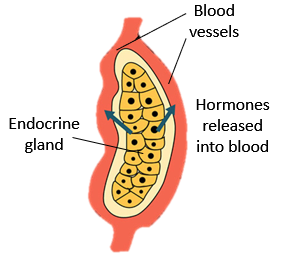 Blood
vessels
Hormones
released
into blood
Endocrine
gland